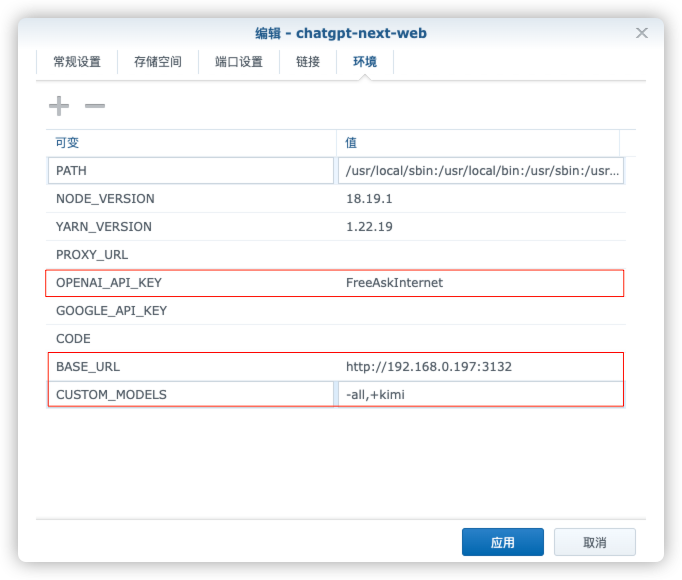 编辑 - chatgpt-next-web
常规设置 存储空间 端口设置 链接 环境
可变 值
PATH /usr/local/sbin:/usr/local/bin:/usr/sbin:/usr...
NODE_VERSION 18.19.1
YARN_VERSION 1.22.19
PROXY_URL
OPENAI_API_KEY FreeAskInternet
GOOGLE_API_KEY
CODE
BASE_URL http://192.168.0.197:3132
CUSTOM_MODELS -all,+kimi
应用 取消